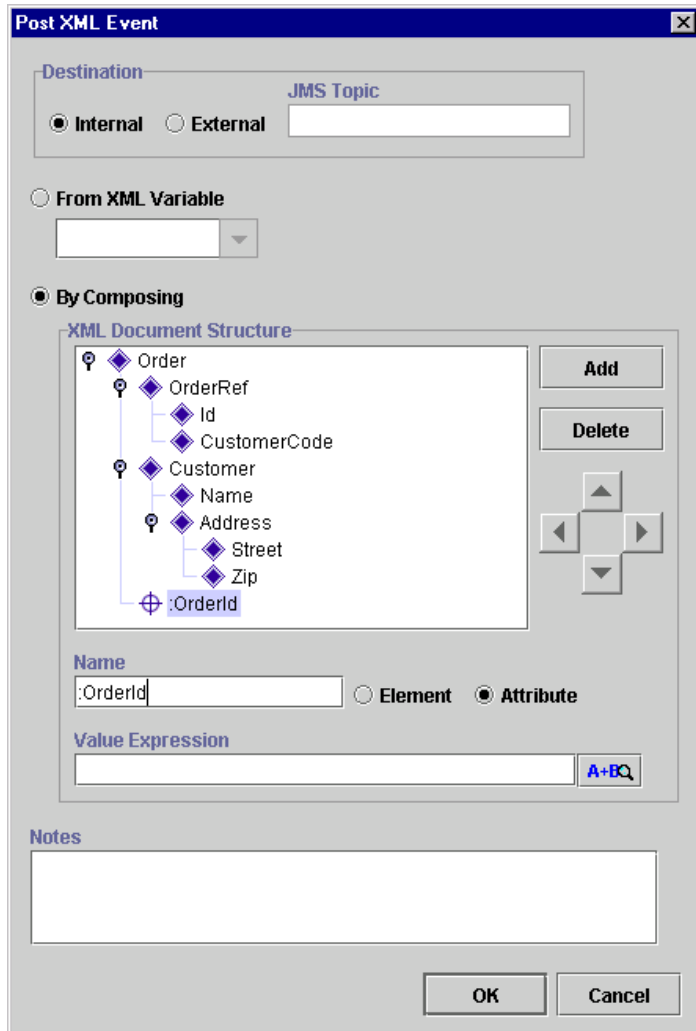 Post XML Event
Destination
JMS Topic
Internal External
From XML Variable
By Composing
XML Document Structure
Order
OrderRef
Id
CustomerCode
Customer
Name
Address
Street
Zip
:OrderId
Add
Delete
Name
:OrderId Element Attribute
Value Expression
A+B
Notes
OK Cancel